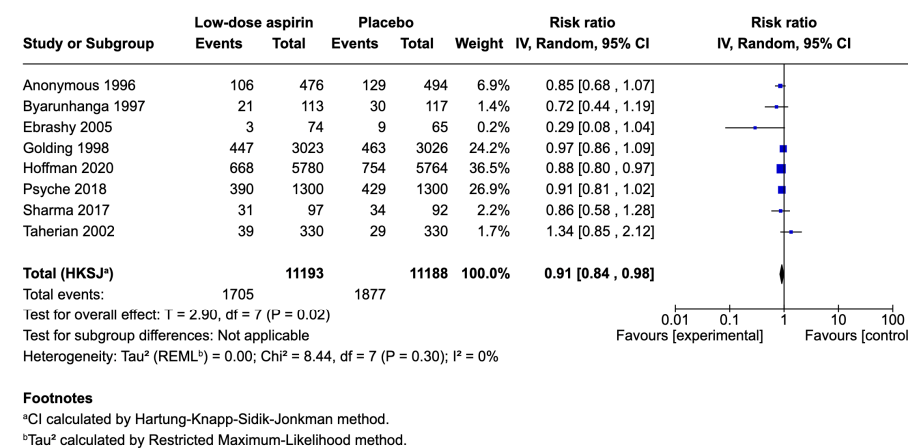 Low-dose aspirin Placebo Risk ratio Risk ratio
Study or Subgroup Events Total Events Total Weight IV, Random, 95% CI IV, Random, 95% CI
Anonymous 1996 106 476 129 494 6.9% 0.85 [0.68 , 1.07]
Byarunhanga 1997 21 113 30 117 1.4% 0.72 [0.44 , 1.19]
Ebrashy 2005 3 74 9 65 0.2% 0.29 [0.08 , 1.04]
Golding 1998 447 3023 463 3026 24.2% 0.97 [0.86 , 1.09]
Hoffman 2020 668 5780 754 5764 36.5% 0.88 [0.80 , 0.97]
Psyche 2018 390 1300 429 1300 26.9% 0.91 [0.81 , 1.02]
Sharma 2017 31 97 34 92 2.2% 0.86 [0.58 , 1.28]
Taherian 2002 39 330 29 330 1.7% 1.34 [0.85 , 2.12]
Total (HKSJᵃ) 11193 11188 100.0% 0.91 [0.84 , 0.98]
Total events: 1705 1877
Test for overall effect: T = 2.90, df = 7 (P = 0.02)
0.01 0.1 1 10 100
Test for subgroup differences: Not applicable
Favours [experimental] Favours [control
Heterogeneity: Tau² (REMLᵇ) = 0.00; Chi² = 8.44, df = 7 (P = 0.30); I² = 0%
Footnotes
ᵃCI calculated by Hartung-Knapp-Sidik-Jonkman method.
ᵇTau² calculated by Restricted Maximum-Likelihood method.